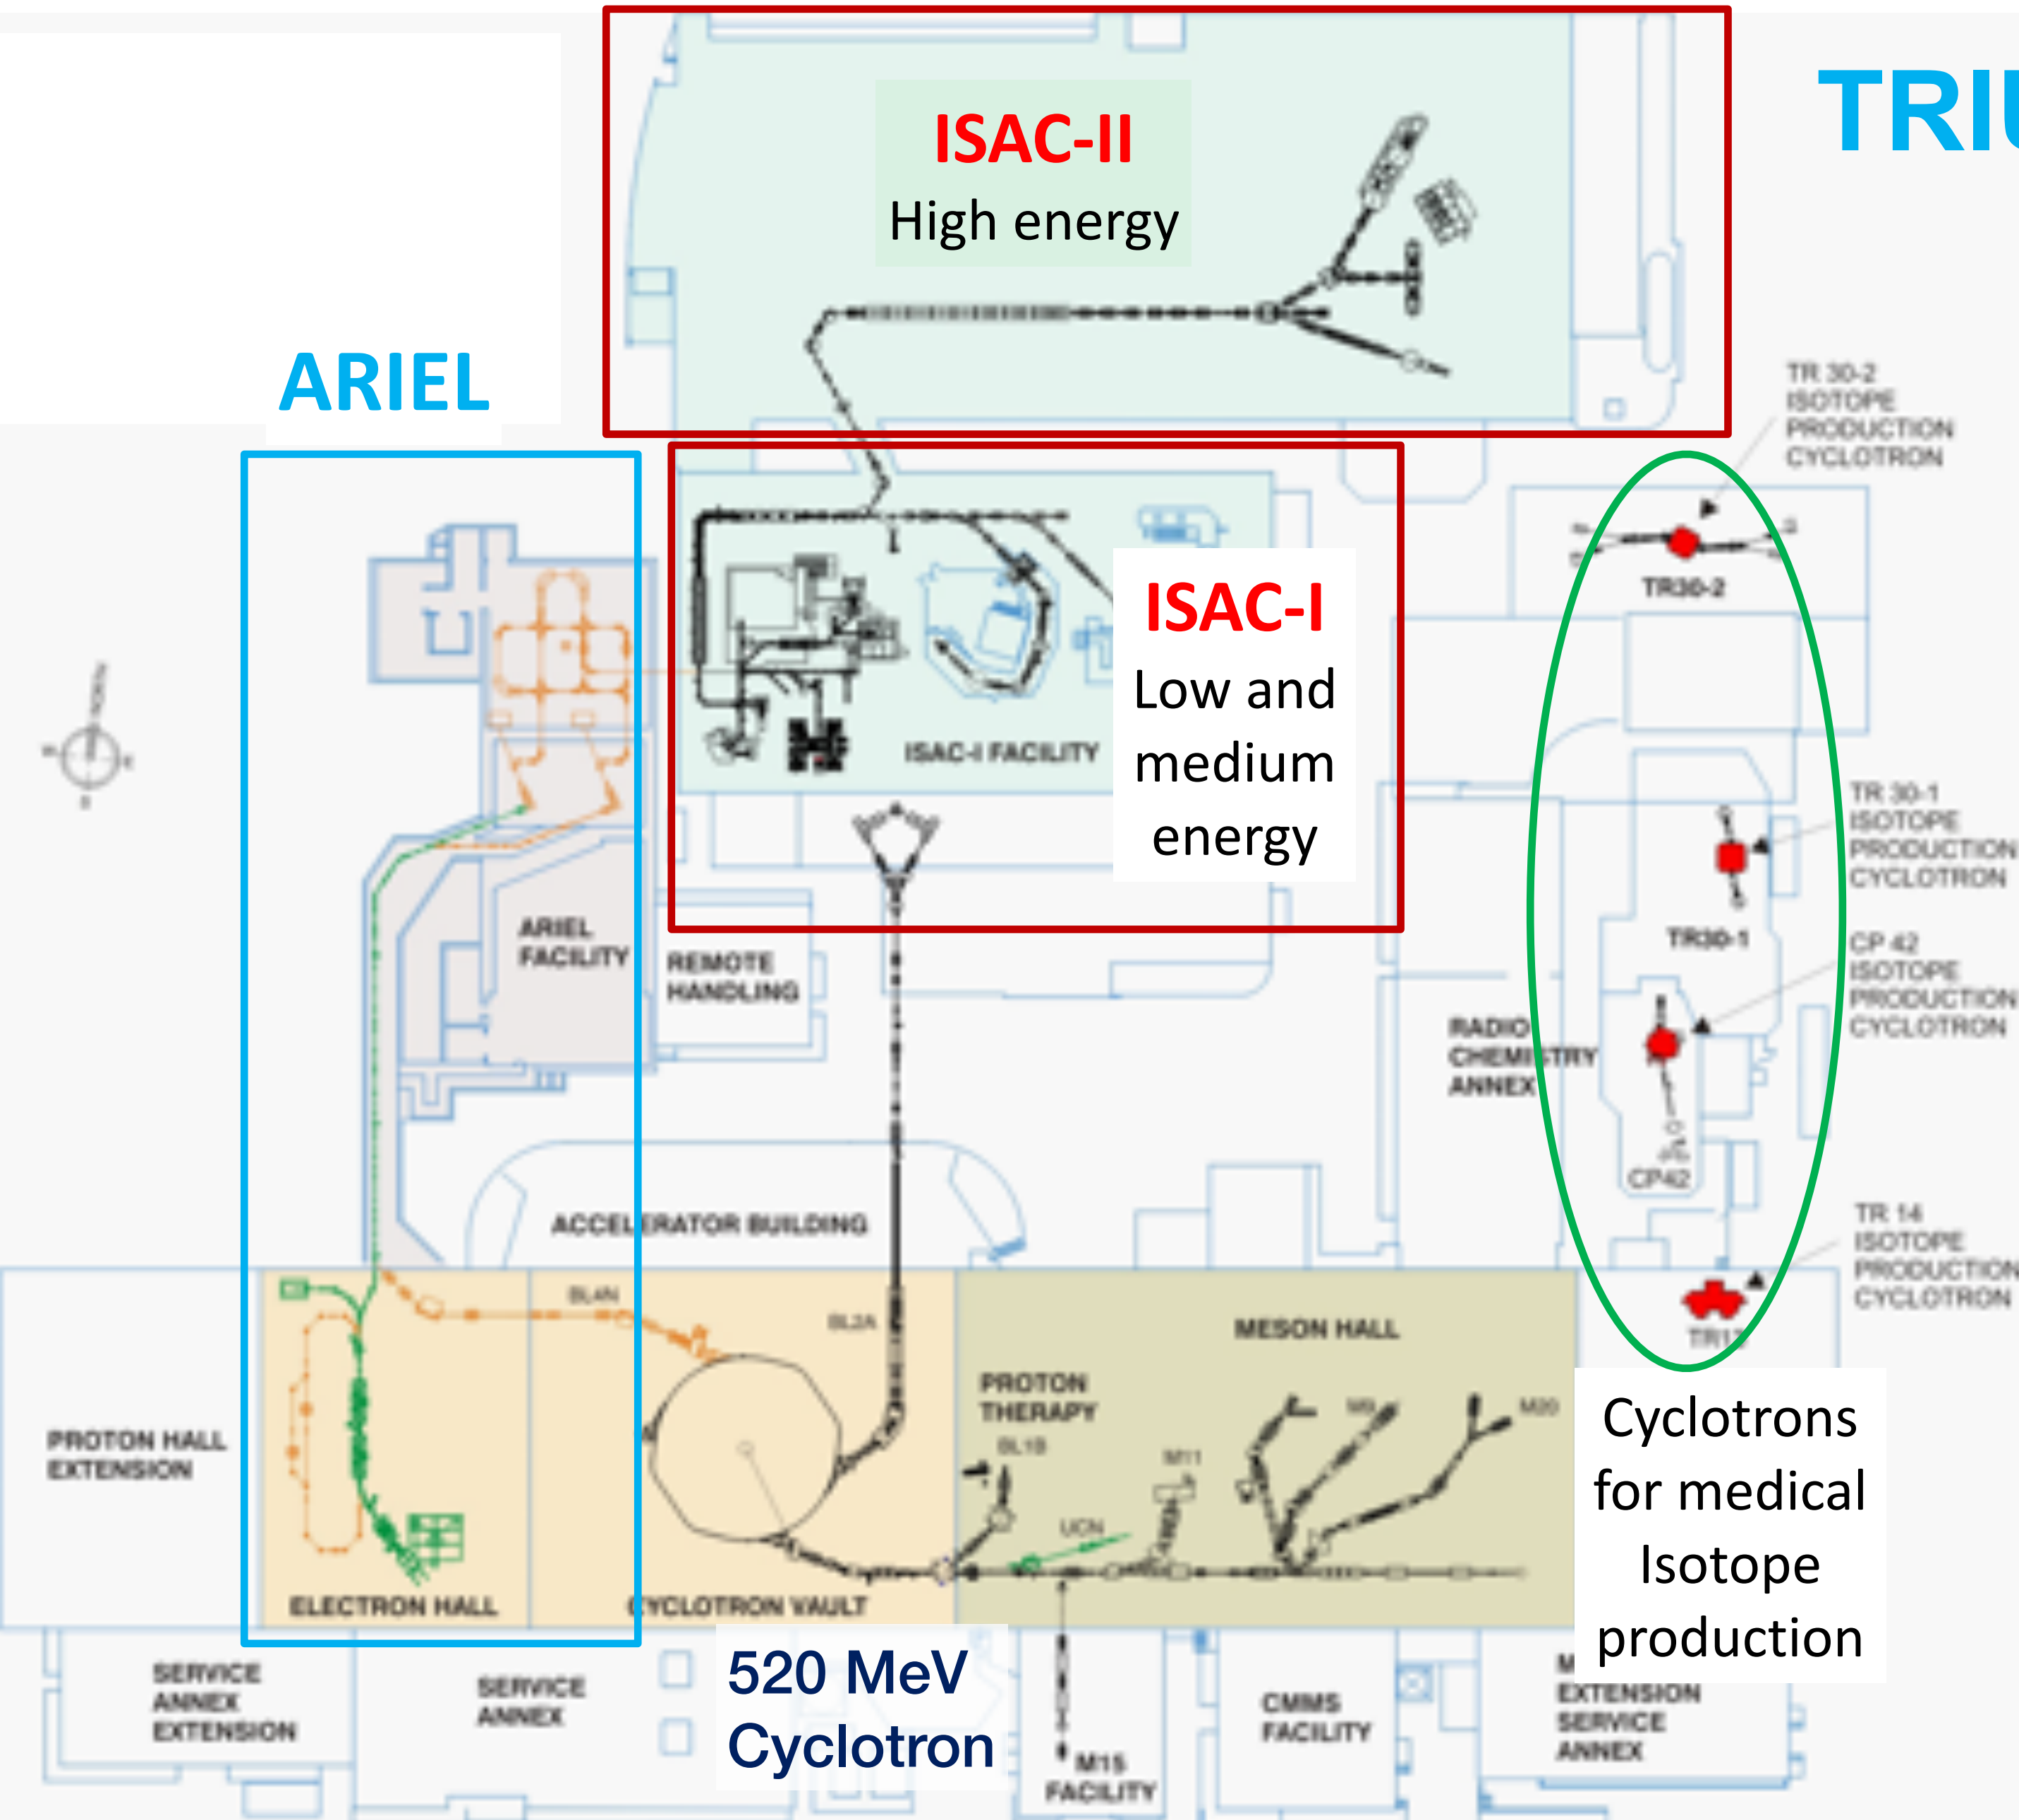 TRIU
ISAC-II
High energy
ARIEL
TR 30-2
ISOTOPE
PRODUCTION
CYCLOTRON
TR30-2
ISAC-I
Low and
medium
energy
ISAC-I FACILITY
NORTH
TR 30-1
ISOTOPE
PRODUCTION
CYCLOTRON
TR30-1
ARIEL
FACILITY
REMOTE
HANDLING
CP 42
ISOTOPE
PRODUCTION
CYCLOTRON
RADIO
CHEMISTRY
ANNEX
CP42
ACCELERATOR BUILDING
TR 14
ISOTOPE
PRODUCTION
CYCLOTRON
BL4N
BL2A
MESON HALL
PROTON
THERAPY
BL1B
M11
M9
M20
UCN
PROTON HALL
EXTENSION
ELECTRON HALL
CYCLOTRON VAULT
Cyclotrons
for medical
Isotope
production
520 MeV
Cyclotron
SERVICE
ANNEX
EXTENSION
SERVICE
ANNEX
M15
FACILITY
CMMS
FACILITY
M
EXTENSION
SERVICE
ANNEX